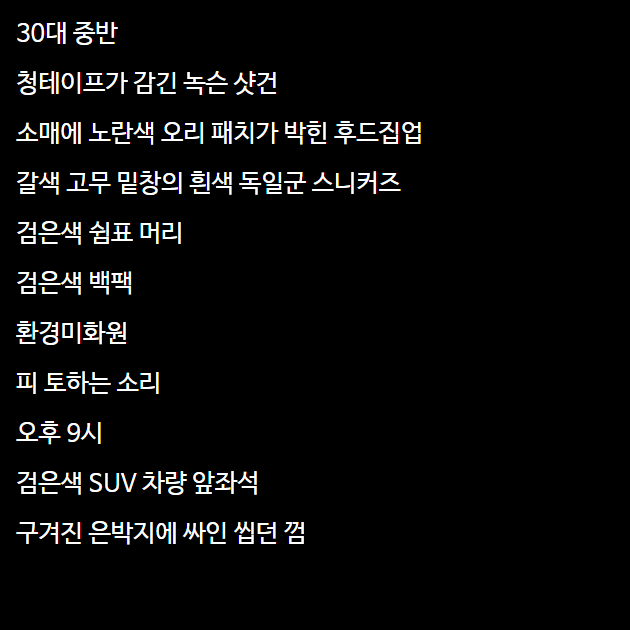 30대 중반
청테이프가 감긴 녹슨 샷건
소매에 노란색 오리 패치가 박힌 후드집업
갈색 고무 밑창의 흰색 독일군 스니커즈
검은색 쉼표 머리
검은색 백팩
환경미화원
피 토하는 소리
오후 9시
검은색 SUV 차량 앞좌석
구겨진 은박지에 싸인 씹던 껌